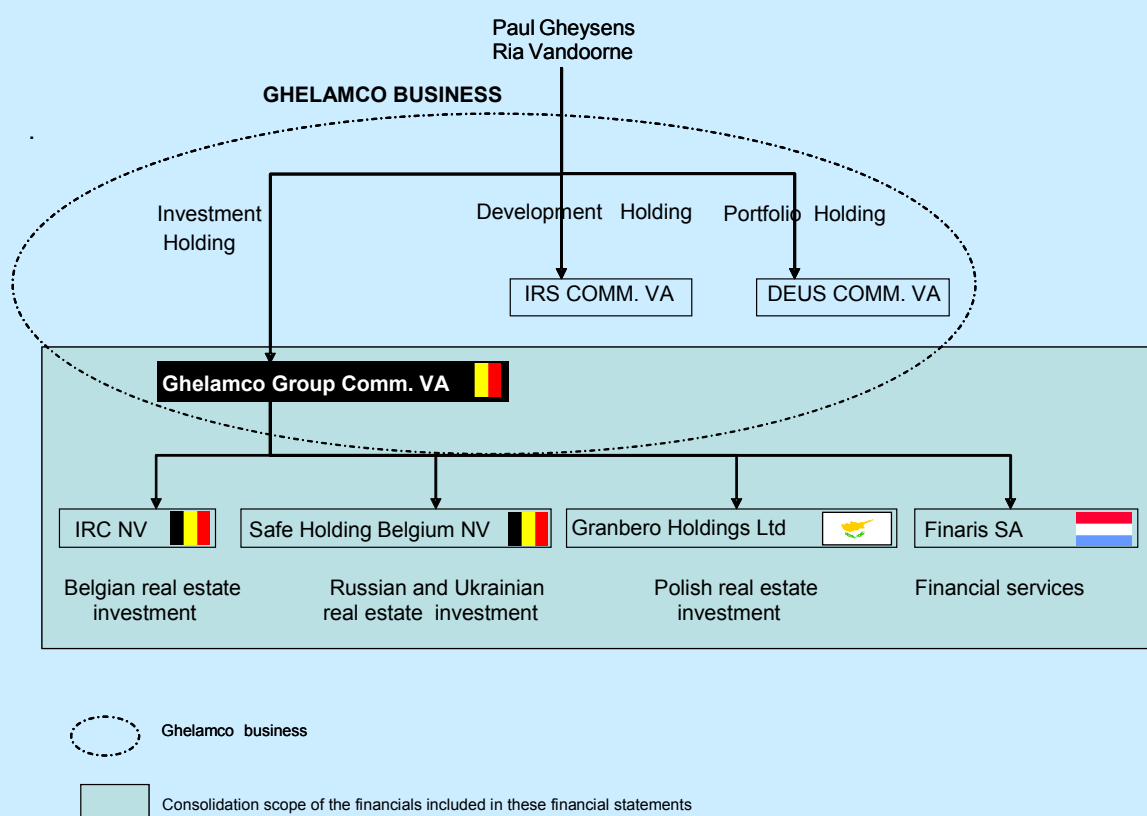 Paul Gheysens
Ria Vandoorne
GHELAMCO BUSINESS
Investment
Holding
Development Holding
Portfolio Holding
IRS COMM. VA
DEUS COMM. VA
Ghelamco Group Comm. VA
IRC NV
Safe Holding Belgium NV
Granbero Holdings Ltd
Finaris SA
Belgian real estate
investment
Russian and Ukrainian
real estate investment
Polish real estate
investment
Financial services
Ghelamco business
Consolidation scope of the financials included in these financial statements